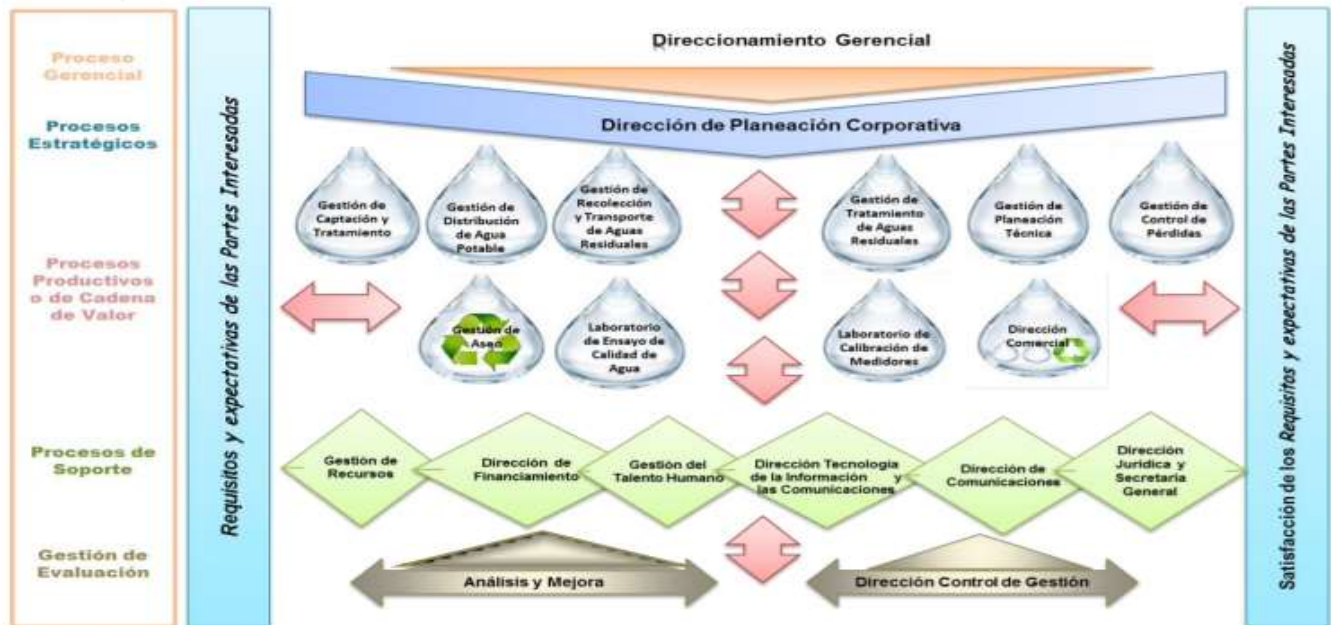 Proceso
Gerencial
Procesos
Estratégicos
Procesos
Productivos
o de Cadena
de Valor
Procesos de
Soporte
Gestión de
Evaluación
Requisitos y expectativas de las Partes Interesadas
Direccionamiento Gerencial
Dirección de Planeación Corporativa
Gestión de
Captación y
Tratamiento
Gestión de
Distribución
de Agua
Potable
Gestión de
Recolección
y Transporte
de Aguas
Residuales
Gestión de
Tratamiento
de Aguas
Residuales
Gestión de
Planeación
Técnica
Gestión de
Control de
Pérdidas
Gestión de
Aseo
Laboratorio
de Ensayo de
Calidad de
Agua
Laboratorio de
Calibración de
Medidores
Dirección
Comercial
Gestión de
Recursos
Dirección de
Financiamiento
Gestión del
Talento Humano
Dirección Tecnología
de la Información y
las Comunicaciones
Dirección de
Comunicaciones
Dirección
Jurídica y
Secretaria
General
Análisis y Mejora
Dirección Control de Gestión
Satisfacción de los Requisitos y expectativas de las Partes Interesadas